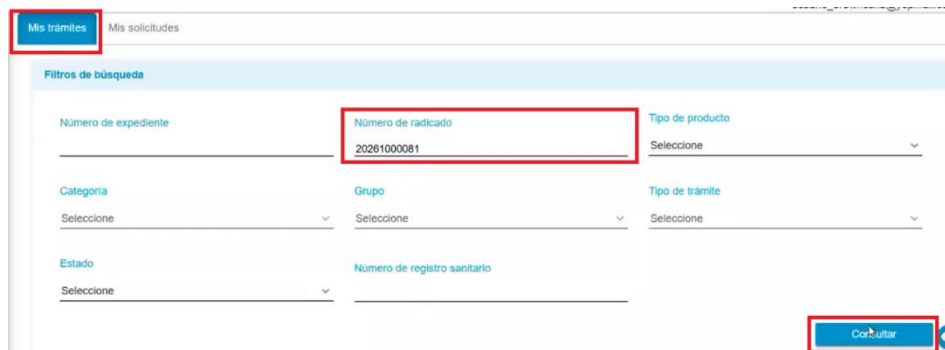 Mis trámites Mis solicitudes
Filtros de búsqueda
Número de expediente Número de radicado Tipo de producto
20261000081 Seleccione
Categoría Grupo Tipo de trámite
Seleccione Seleccione Seleccione
Estado Número de registro sanitario
Seleccione
Consultar